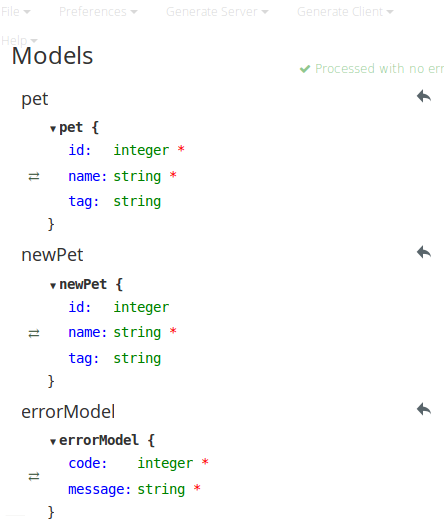 File Preferences Generate Server Generate Client
Help
Models
Processed with no err
pet
pet {
id: integer *
name: string *
tag: string
}
newPet
newPet {
id: integer
name: string *
tag: string
}
errorModel
errorModel {
code: integer *
message: string *
}